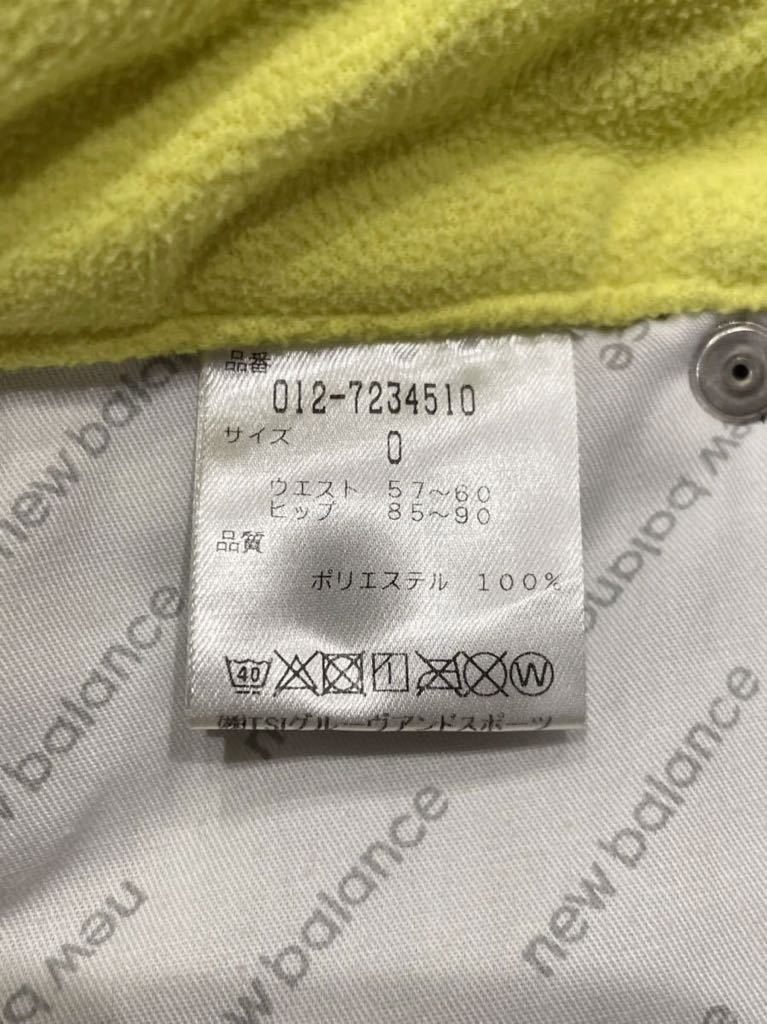 品番
012-7234510
サイズ
0
ウエスト 57～60
ヒップ 85～90
品質
ポリエステル 100%
40
W
㈱TSIグルーヴアンドスポーツ
new balance
new balance
new balance
new balance
new balance
new b